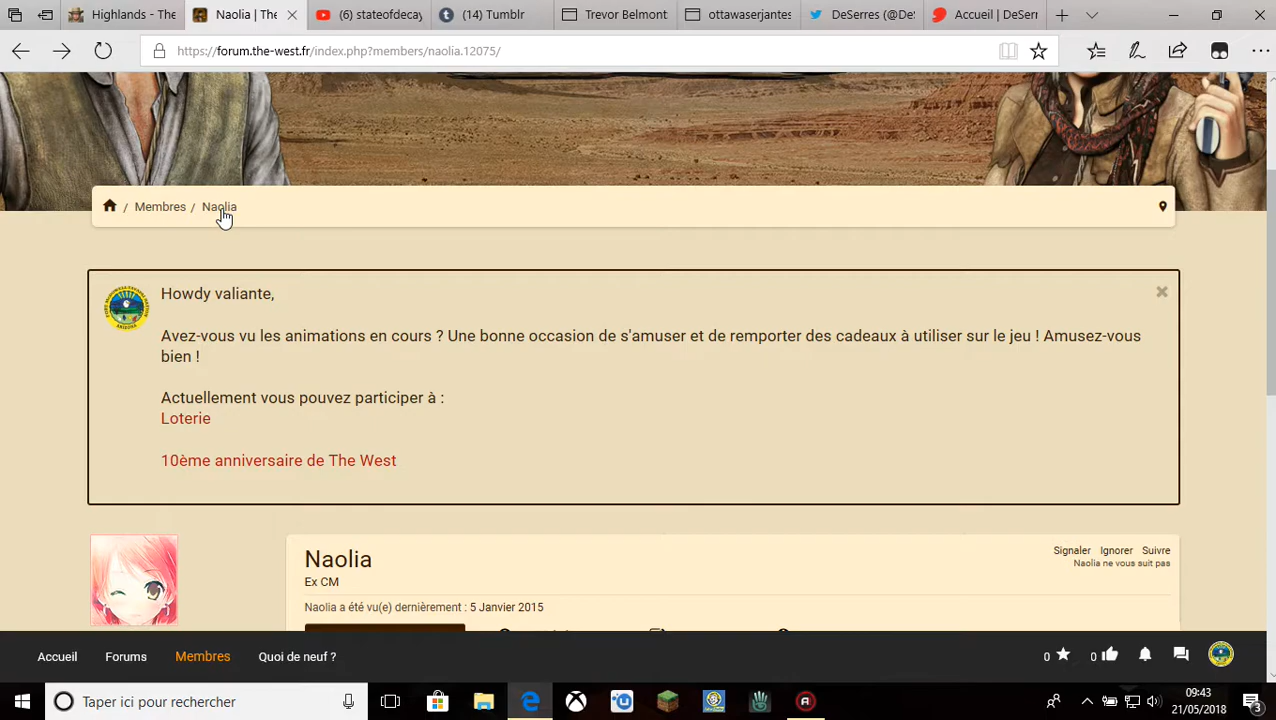 Highlands - The
Naolia | The
(6) stateofdecay
(14) Tumblr
Trevor Belmont
ottawaserjantes
DeSerres (@DeS
Accueil | DeSerr
https://forum.the-west.fr/index.php?members/naolia.12075/
/ Membres / Naolia
Howdy valiante,
Avez-vous vu les animations en cours ? Une bonne occasion de s'amuser et de remporter des cadeaux à utiliser sur le jeu ! Amusez-vous
bien !
Actuellement vous pouvez participer à :
Loterie
10ème anniversaire de The West
Naolia
Signaler Ignorer Suivre
Naolia ne vous suit pas
Ex CM
Naolia a été vu(e) dernièrement : 5 Janvier 2015
Accueil Forums Membres Quoi de neuf ? 0 0
Taper ici pour rechercher
09:43
21/05/2018
3